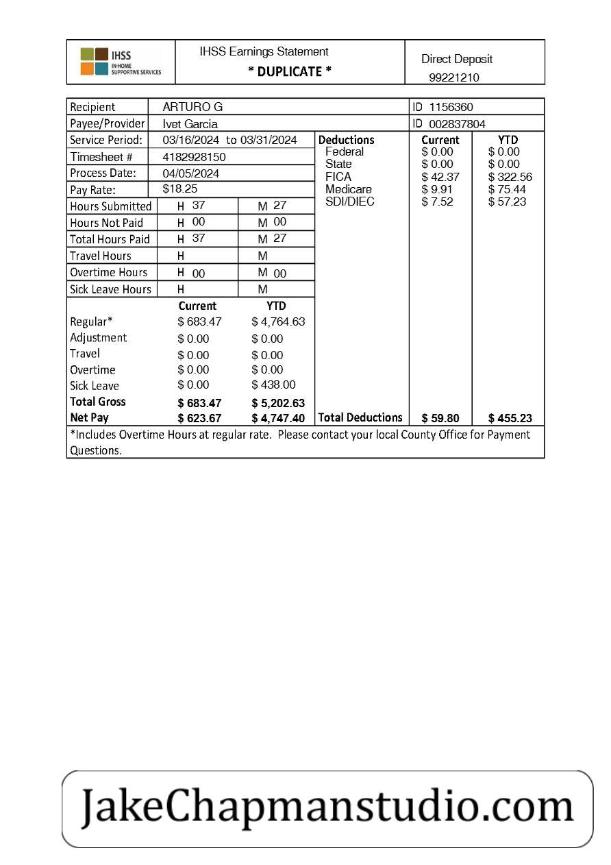 IHSS
IN-HOME
SUPPORTIVE SERVICES
IHSS Earnings Statement
* DUPLICATE *
Direct Deposit
99221210
Recipient ARTURO G ID 1156360
Payee/Provider Ivet Garcia ID 002837804
Service Period: 03/16/2024 to 03/31/2024 Deductions Current YTD
Federal $ 0.00 $ 0.00
Timesheet # 4182928150 State $ 0.00 $ 0.00
Process Date: 04/05/2024 FICA $ 42.37 $ 322.56
Pay Rate: $18.25 Medicare $ 9.91 $ 75.44
Hours Submitted H 37 M 27 SDI/DIEC $ 7.52 $ 57.23
Hours Not Paid H 00 M 00
Total Hours Paid H 37 M 27
Travel Hours H M
Overtime Hours H 00 M 00
Sick Leave Hours H M
Current YTD
Regular* $ 683.47 $ 4,764.63
Adjustment $ 0.00 $ 0.00
Travel $ 0.00 $ 0.00
Overtime $ 0.00 $ 0.00
Sick Leave $ 0.00 $ 438.00
Total Gross $ 683.47 $ 5,202.63
Net Pay $ 623.67 $ 4,747.40 Total Deductions $ 59.80 $ 455.23
*Includes Overtime Hours at regular rate. Please contact your local County Office for Payment
Questions.
JakeChapmanstudio.com